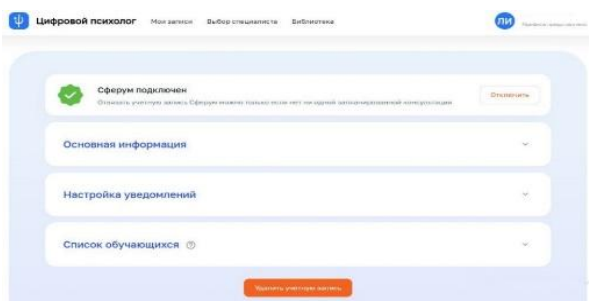 Цифровой психолог Мои записи Выбор специалиста Библиотека ЛИ
Сферум подключен Отключить
Отвязать учетную запись Сферум можно только если нет ни одной запланированной консультации
Основная информация
Настройка уведомлений
Список обучающихся
Удалить учетную запись